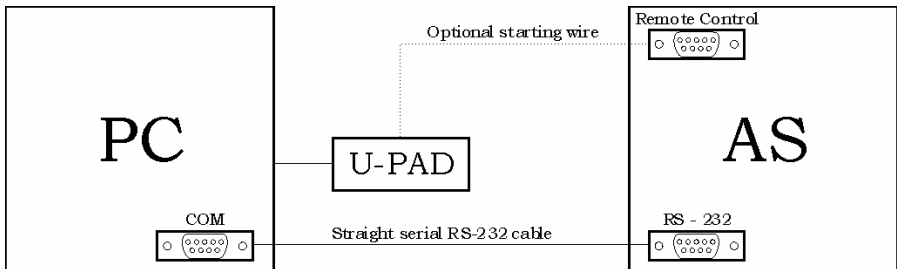 Remote Control
Optional starting wire
PC
U-PAD
AS
COM
RS - 232
Straight serial RS-232 cable